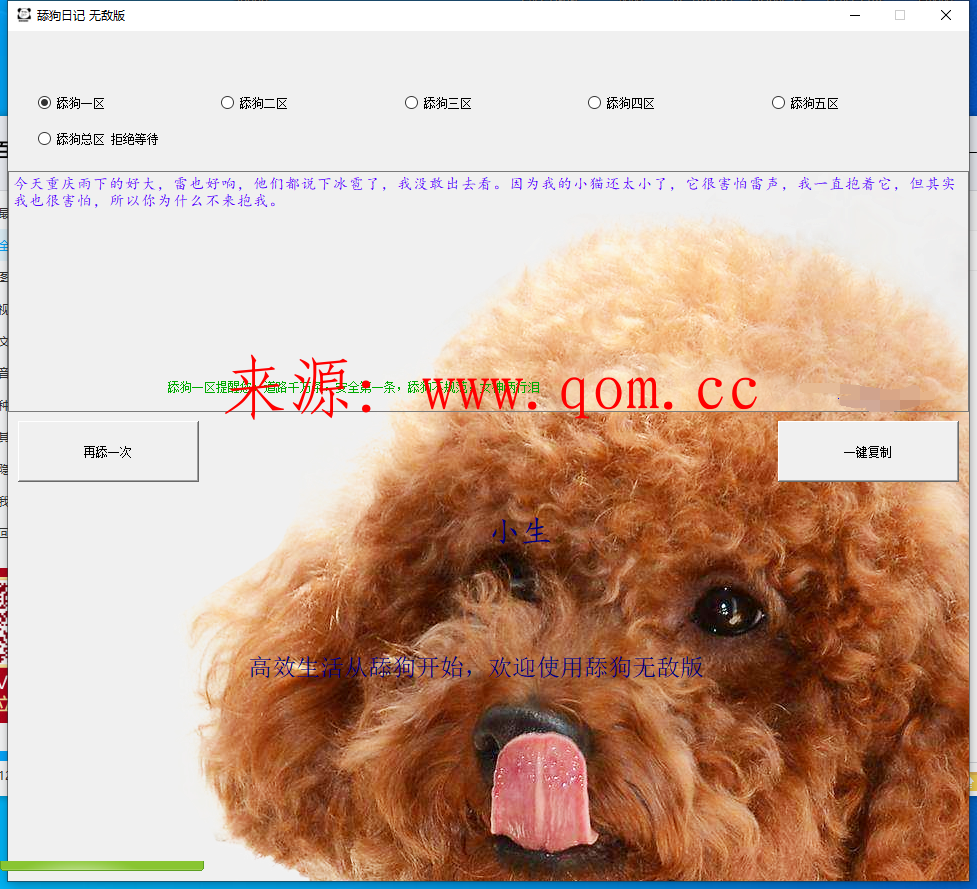 舔狗日记 无敌版
舔狗一区
舔狗二区
舔狗三区
舔狗四区
舔狗五区
舔狗总区 拒绝等待
今天重庆雨下的好大，雷也好响，他们都说下冰雹了，我没敢出去看。因为我的小猫还太小了，它很害怕雷声，我一直抱着它，但其实
我也很害怕，所以你为什么不来抱我。
舔狗一区提醒您：道路千万条，安全第一条，舔狗不规范，女神两行泪
来源：www.qom.cc
再舔一次
一键复制
小生
高效生活从舔狗开始，欢迎使用舔狗无敌版